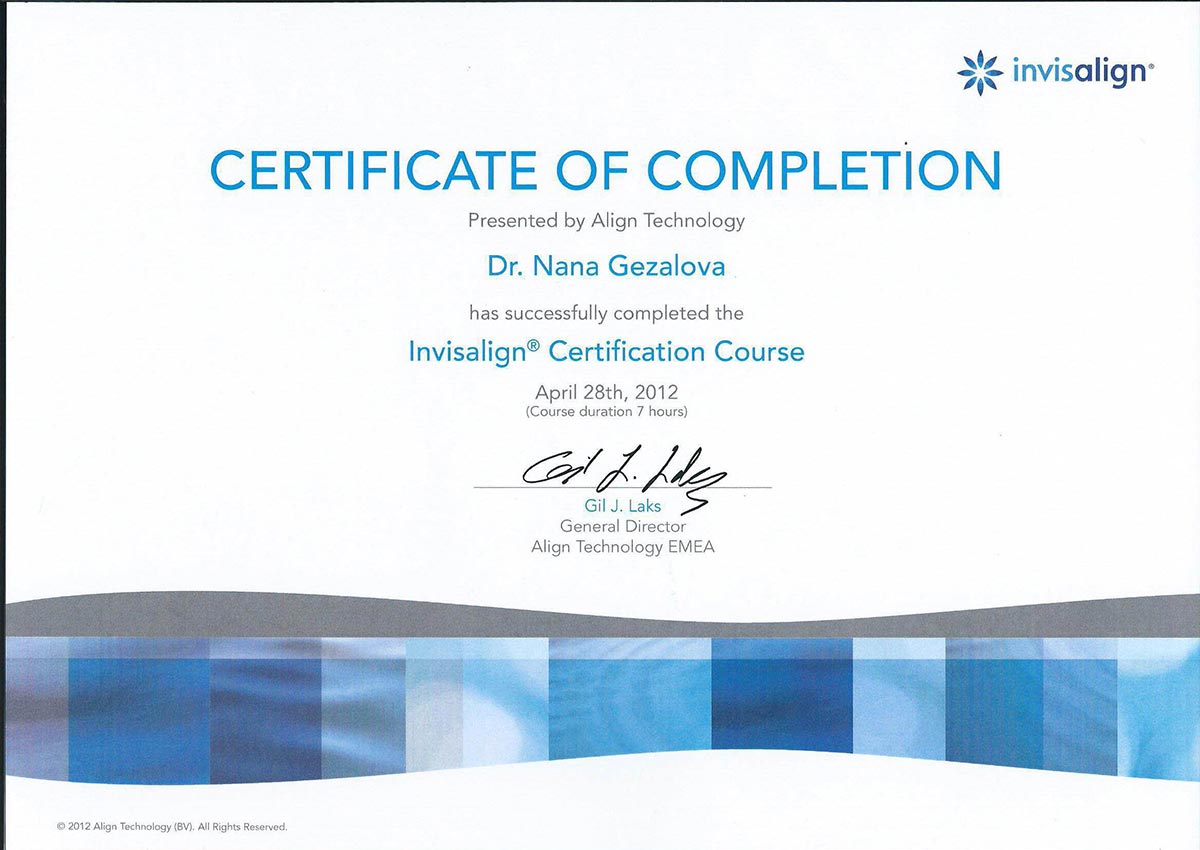 invisalign®
CERTIFICATE OF COMPLETION
Presented by Align Technology
Dr. Nana Gezalova
has successfully completed the
Invisalign® Certification Course
April 28th, 2012
(Course duration 7 hours)
Gil J. Laks
Gil J. Laks
General Director
Align Technology EMEA
© 2012 Align Technology (BV). All Rights Reserved.